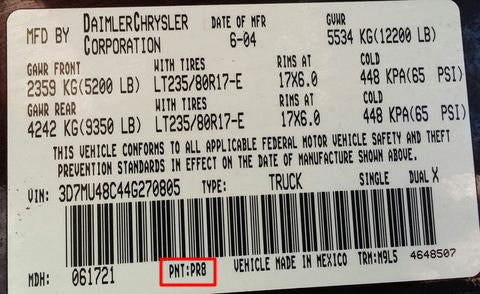 MFD BY DAIMLERCHRYSLER CORPORATION DATE OF MFR 6-04 GVWR 5534 KG(12200 LB)
GAWR FRONT WITH TIRES RIMS AT COLD
2359 KG(5200 LB) LT235/80R17-E 17X6.0 448 KPA(65 PSI)
GAWR REAR WITH TIRES RIMS AT COLD
4242 KG(9350 LB) LT235/80R17-E 17X6.0 448 KPA(65 PSI)
THIS VEHICLE CONFORMS TO ALL APPLICABLE FEDERAL MOTOR VEHICLE SAFETY AND THEFT
PREVENTION STANDARDS IN EFFECT ON THE DATE OF MANUFACTURE SHOWN ABOVE.
VIN: 3D7MU48C44G270805 TYPE: TRUCK SINGLE DUAL X
MDH: 061721 PNT:PR8 VEHICLE MADE IN MEXICO TRM:M9L5 4648507